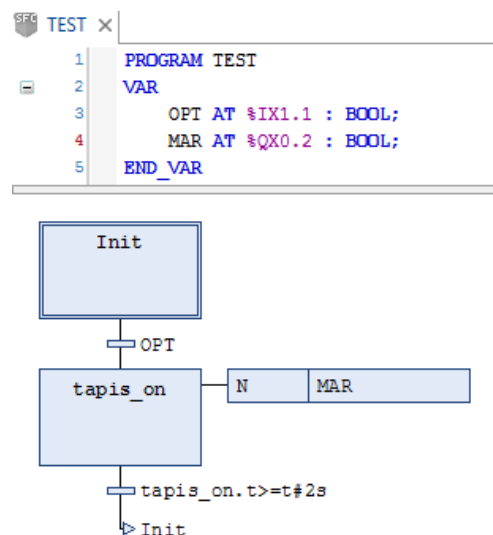 SFC TEST
1 PROGRAM TEST
2 VAR
3 OPT AT %IX1.1 : BOOL;
4 MAR AT %QX0.2 : BOOL;
5 END_VAR
Init
OPT
tapis_on N MAR
tapis_on.t>=t#2s
Init